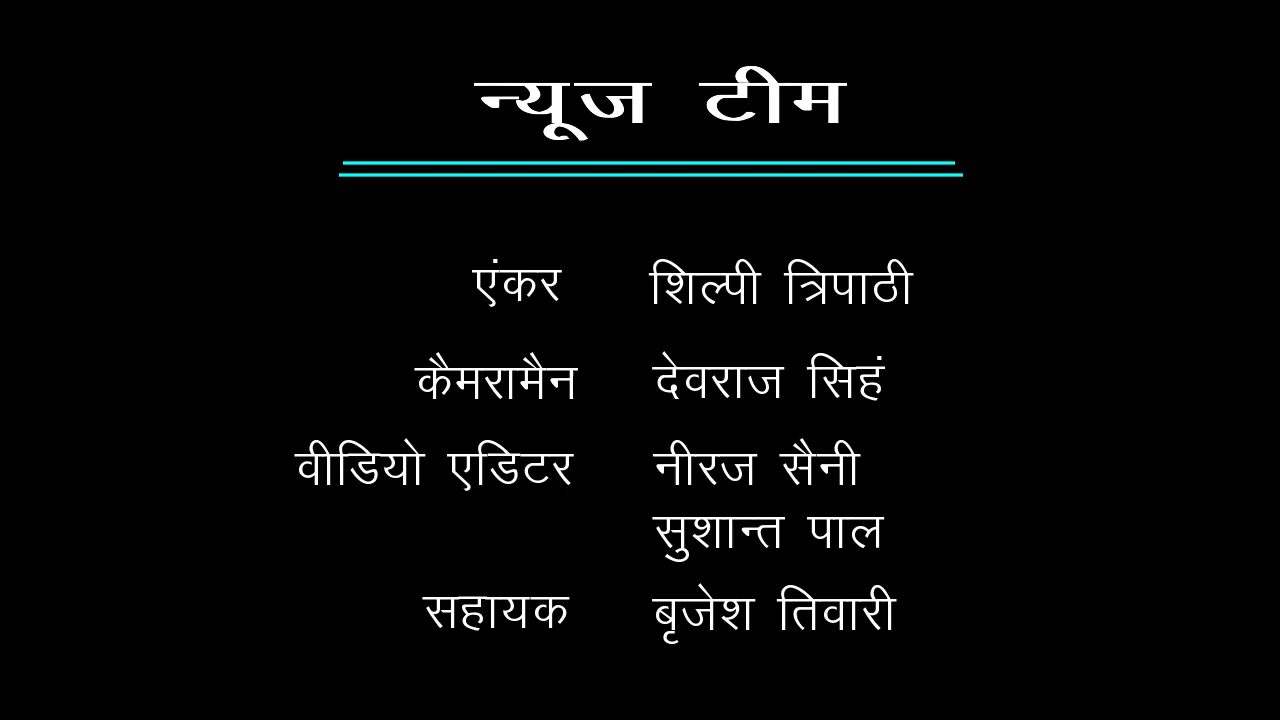 न्यूज टीम
एंकर शिल्पी त्रिपाठी
कैमरामैन देवराज सिहं
वीडियो एडिटर नीरज सैनी
सुशान्त पाल
सहायक बृजेश तिवारी